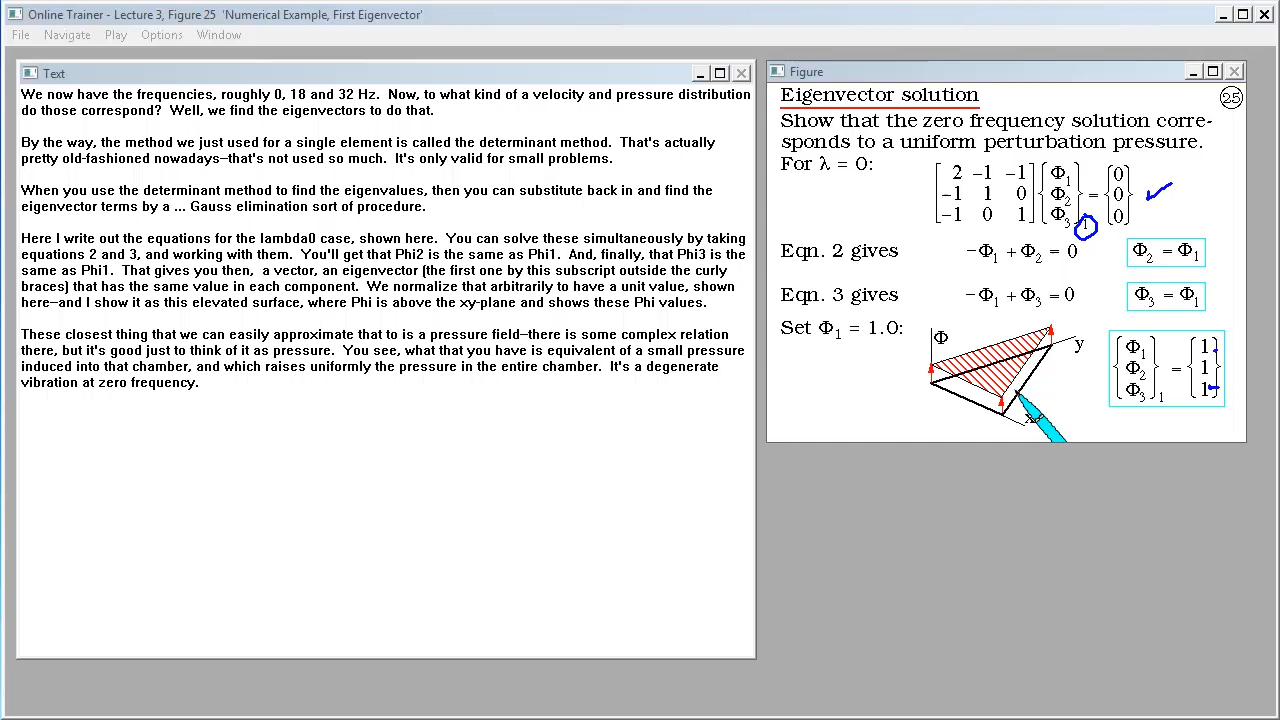 Online Trainer - Lecture 3, Figure 25 'Numerical Example, First Eigenvector'
File Navigate Play Options Window
Text
We now have the frequencies, roughly 0, 18 and 32 Hz. Now, to what kind of a velocity and pressure distribution
do those correspond? Well, we find the eigenvectors to do that.
By the way, the method we just used for a single element is called the determinant method. That's actually
pretty old-fashioned nowadays–that's not used so much. It's only valid for small problems.
When you use the determinant method to find the eigenvalues, then you can substitute back in and find the
eigenvector terms by a ... Gauss elimination sort of procedure.
Here I write out the equations for the lambda0 case, shown here. You can solve these simultaneously by taking
equations 2 and 3, and working with them. You'll get that Phi2 is the same as Phi1. And, finally, that Phi3 is the
same as Phi1. That gives you then, a vector, an eigenvector (the first one by this subscript outside the curly
braces) that has the same value in each component. We normalize that arbitrarily to have a unit value, shown
here–and I show it as this elevated surface, where Phi is above the xy-plane and shows these Phi values.
These closest thing that we can easily approximate that to is a pressure field–there is some complex relation
there, but it's good just to think of it as pressure. You see, what that you have is equivalent of a small pressure
induced into that chamber, and which raises uniformly the pressure in the entire chamber. It's a degenerate
vibration at zero frequency.
Figure
Eigenvector solution 25
Show that the zero frequency solution corre-
sponds to a uniform perturbation pressure.
For λ = 0:
2 −1 −1 Φ1 0
−1 1 0 Φ2 = 0
−1 0 1 Φ3 1 0
Eqn. 2 gives −Φ1 + Φ2 = 0 Φ2 = Φ1
Eqn. 3 gives −Φ1 + Φ3 = 0 Φ3 = Φ1
Set Φ1 = 1.0:
Φ y x
Φ1 1
Φ2 = 1
Φ3 1 1